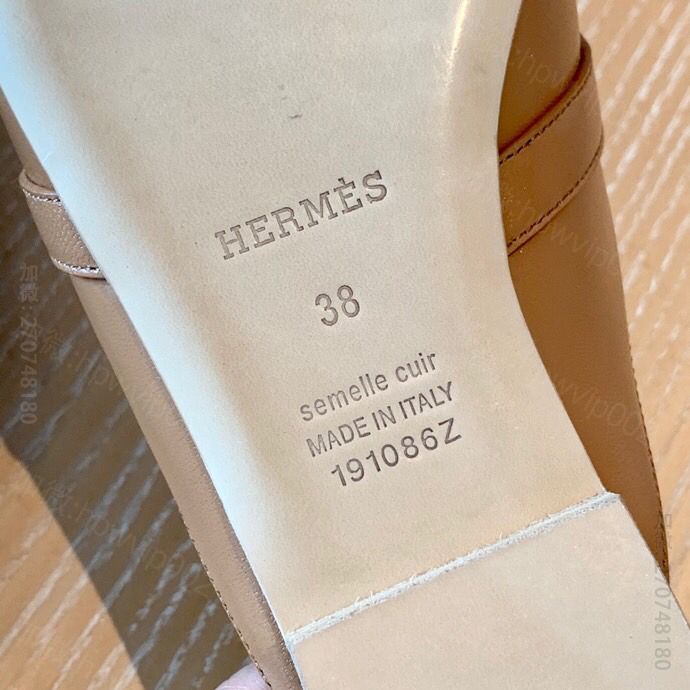 HERMÈS
38
semelle cuir
MADE IN ITALY
191086Z